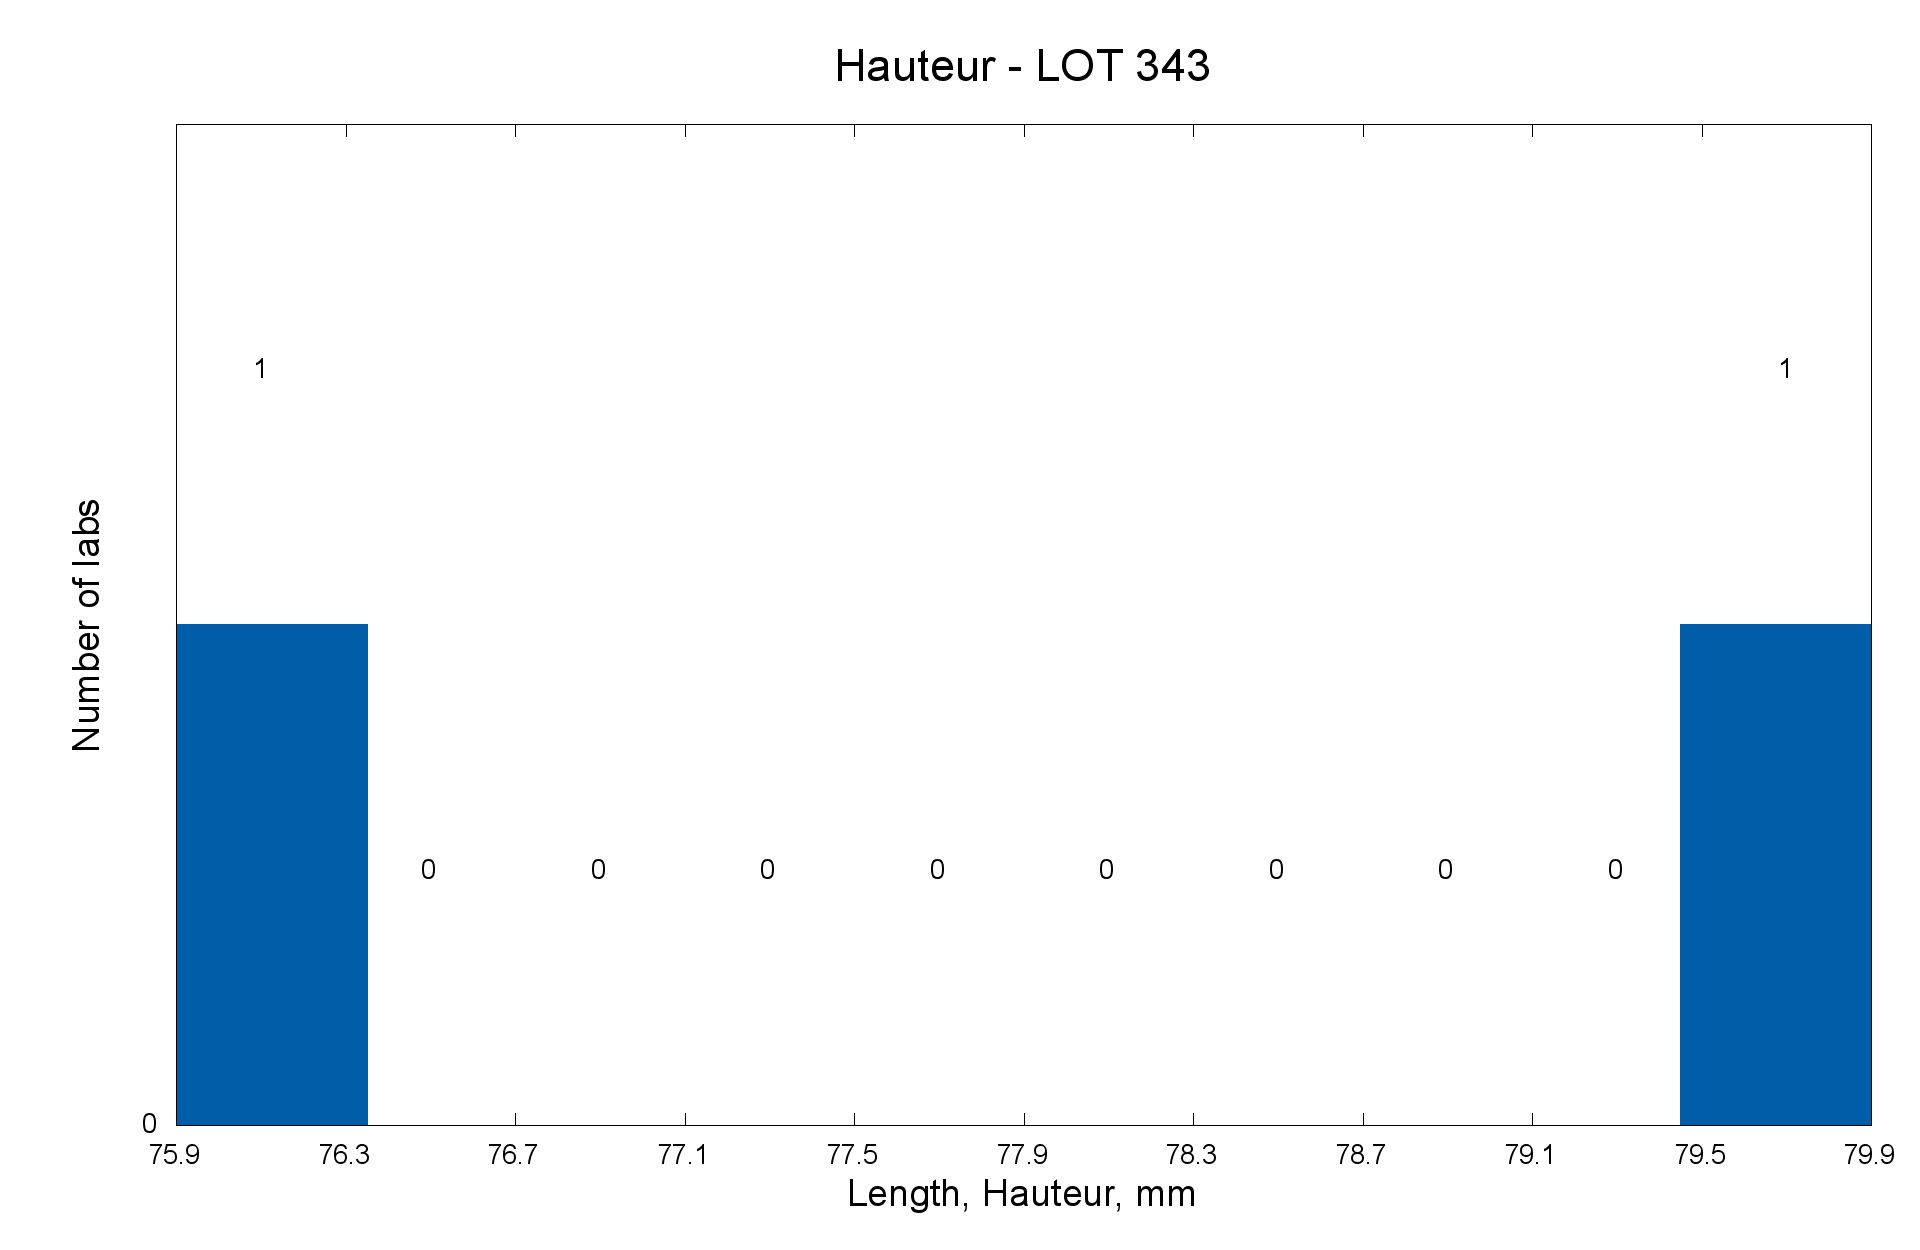 Hauteur - LOT 343
1 1
Number of labs
0 0 0 0 0 0 0 0
0
75.9 76.3 76.7 77.1 77.5 77.9 78.3 78.7 79.1 79.5 79.9
Length, Hauteur, mm